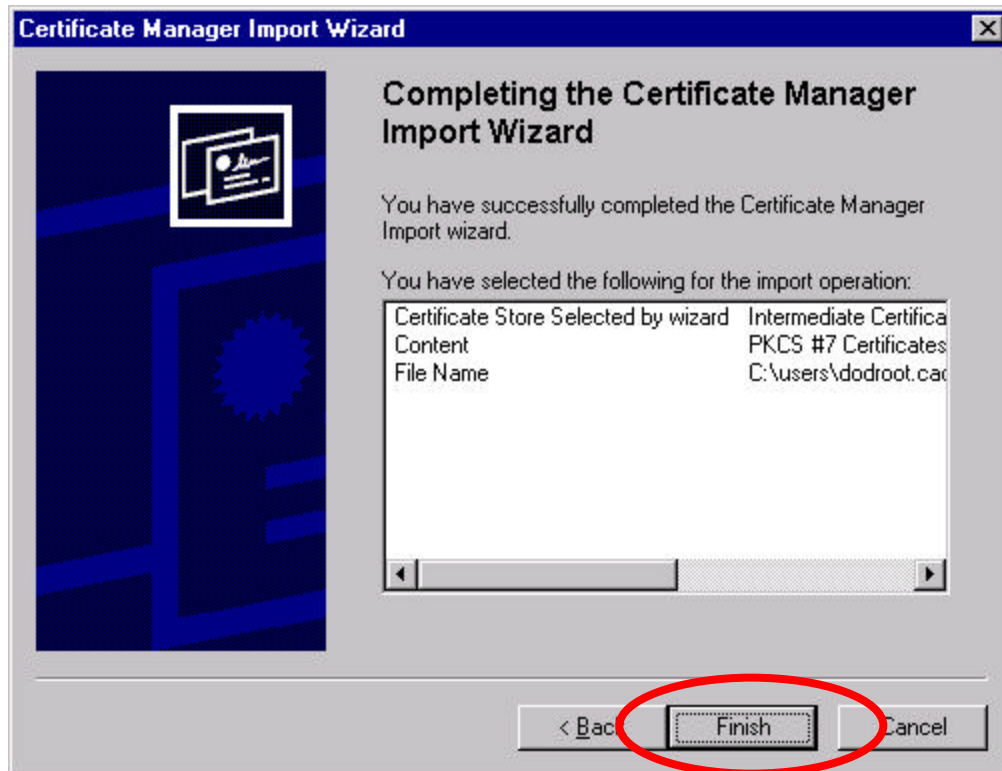 Certificate Manager Import Wizard
Completing the Certificate Manager
Import Wizard
You have successfully completed the Certificate Manager
Import wizard.
You have selected the following for the import operation:
Certificate Store Selected by wizard Intermediate Certifica
Content PKCS #7 Certificates
File Name C:\users\dodroot.cac
< Back Finish Cancel